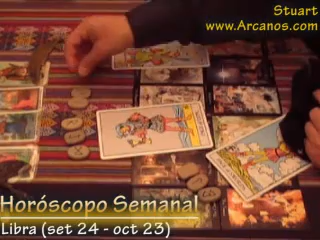 Stuart
www.Arcanos.com
Horóscopo Semanal
Libra (set 24 - oct 23)